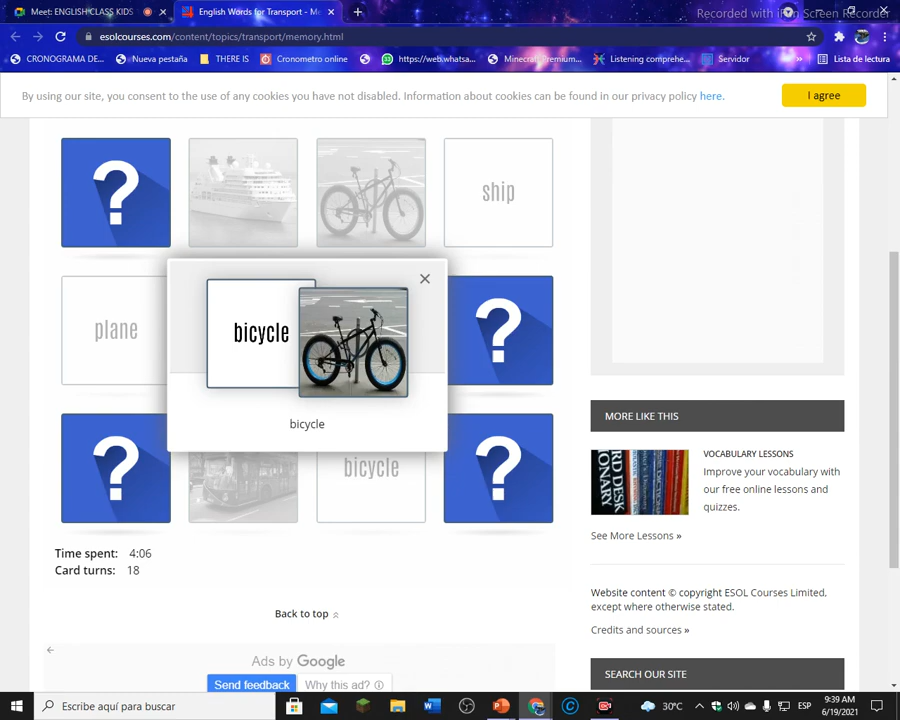 Meet: ENGLISH CLASS KIDS
English Words for Transport - Me
Recorded with iFun Screen Recorder
esolcourses.com/content/topics/transport/memory.html
CRONOGRAMA DE...
Nueva pestaña
THERE IS
Cronometro online
https://web.whatsa...
Minecraft Premium...
Listening comprehe...
Servidor
»
Lista de lectura
By using our site, you consent to the use of any cookies you have not disabled. Information about cookies can be found in our privacy policy here.
I agree
?
ship
plane
bicycle
bicycle
?
?
bicycle
?
Time spent: 4:06
Card turns: 18
Back to top
Ads by Google
Send feedback
Why this ad?
MORE LIKE THIS
VOCABULARY LESSONS
Improve your vocabulary with
our free online lessons and
quizzes.
See More Lessons »
Website content © copyright ESOL Courses Limited,
except where otherwise stated.
Credits and sources »
SEARCH OUR SITE
Escribe aquí para buscar
30°C
ESP
9:39 AM
6/19/2021